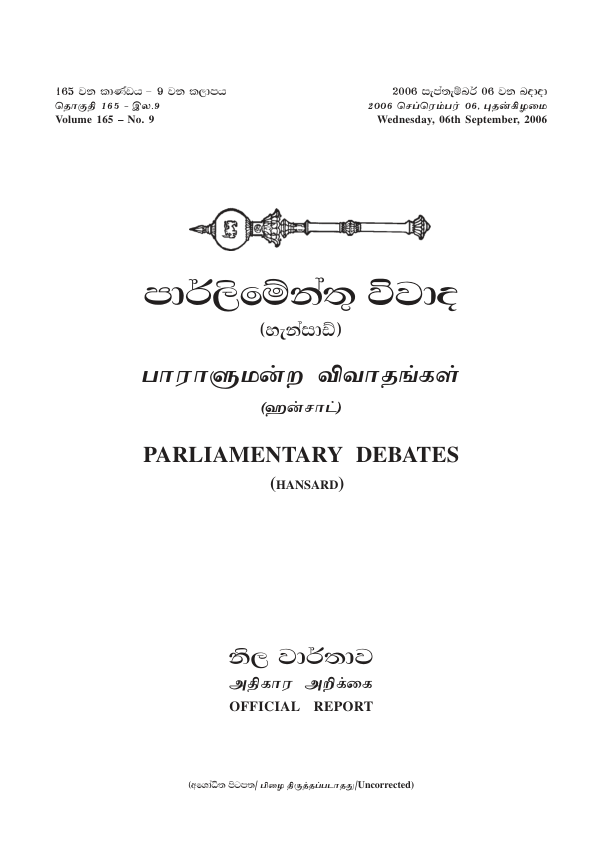 165 වන කාණ්ඩය – 9 වන කලාපය
தொகுதி 165 - இல.9
Volume 165 – No. 9
2006 සැප්තැම්බර් 06 වන බදාදා
2006 செப்ரெம்பர் 06, புதன்கிழமை
Wednesday, 06th September, 2006
පාර්ලිමේන්තු විවාද
(හැන්සාඩ්)
பாராளுமன்ற விவாதங்கள்
(ஹன்சாட்)
PARLIAMENTARY DEBATES
(HANSARD)
නිල වාර්තාව
அதிகார அறிக்கை
OFFICIAL REPORT
(අශෝධිත පිටපත/ பிழை திருத்தப்படாதது/Uncorrected)